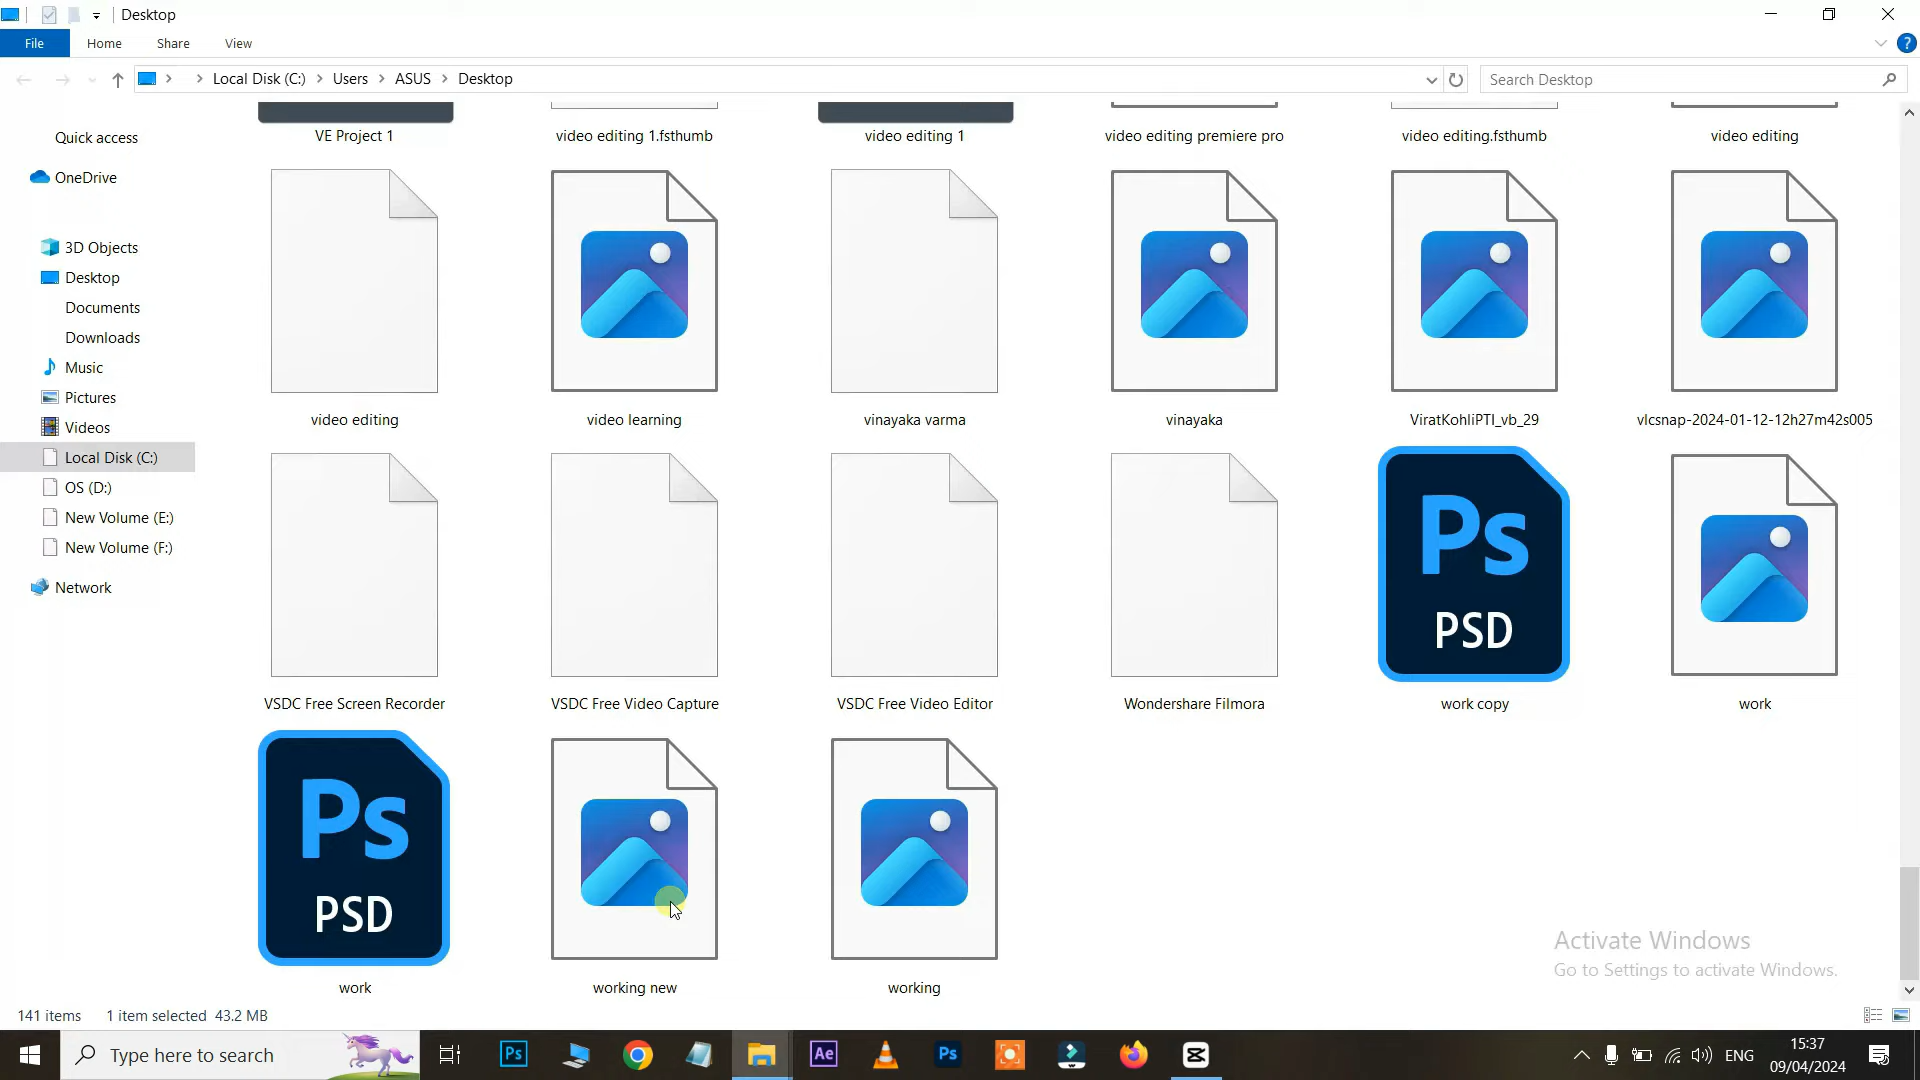 Desktop
File Home Share View
Local Disk (C:) Users ASUS Desktop
Search Desktop
Quick access
OneDrive
3D Objects
Desktop
Documents
Downloads
Music
Pictures
Videos
Local Disk (C:)
OS (D:)
New Volume (E:)
New Volume (F:)
Network
VE Project 1 video editing 1.fsthumb video editing 1 video editing premiere pro video editing.fsthumb video editing
video editing video learning vinayaka varma vinayaka ViratKohliPTI_vb_29 vlcsnap-2024-01-12-12h27m42s005
Ps
PSD
VSDC Free Screen Recorder VSDC Free Video Capture VSDC Free Video Editor Wondershare Filmora work copy work
Ps
PSD
work working new working
Activate Windows
Go to Settings to activate Windows.
141 items 1 item selected 43.2 MB
Type here to search Ps Ae Ps ENG 15:37
09/04/2024